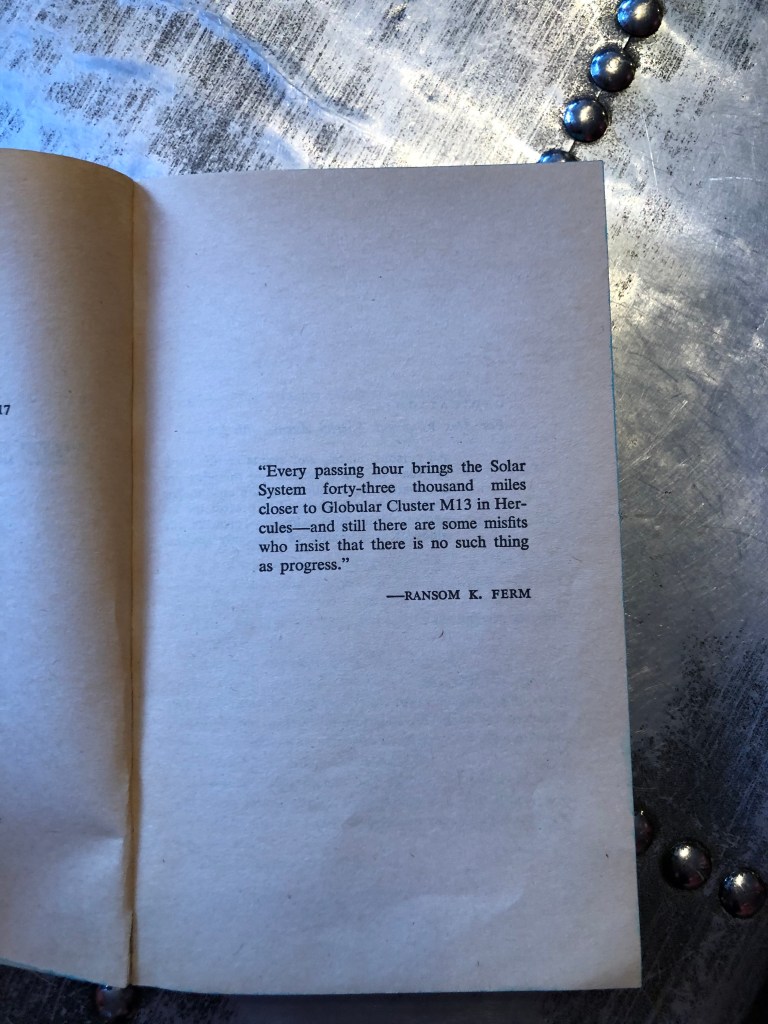 17
“Every passing hour brings the Solar
System forty-three thousand miles
closer to Globular Cluster M13 in Her-
cules—and still there are some misfits
who insist that there is no such thing
as progress.”
—RANSOM K. FERM